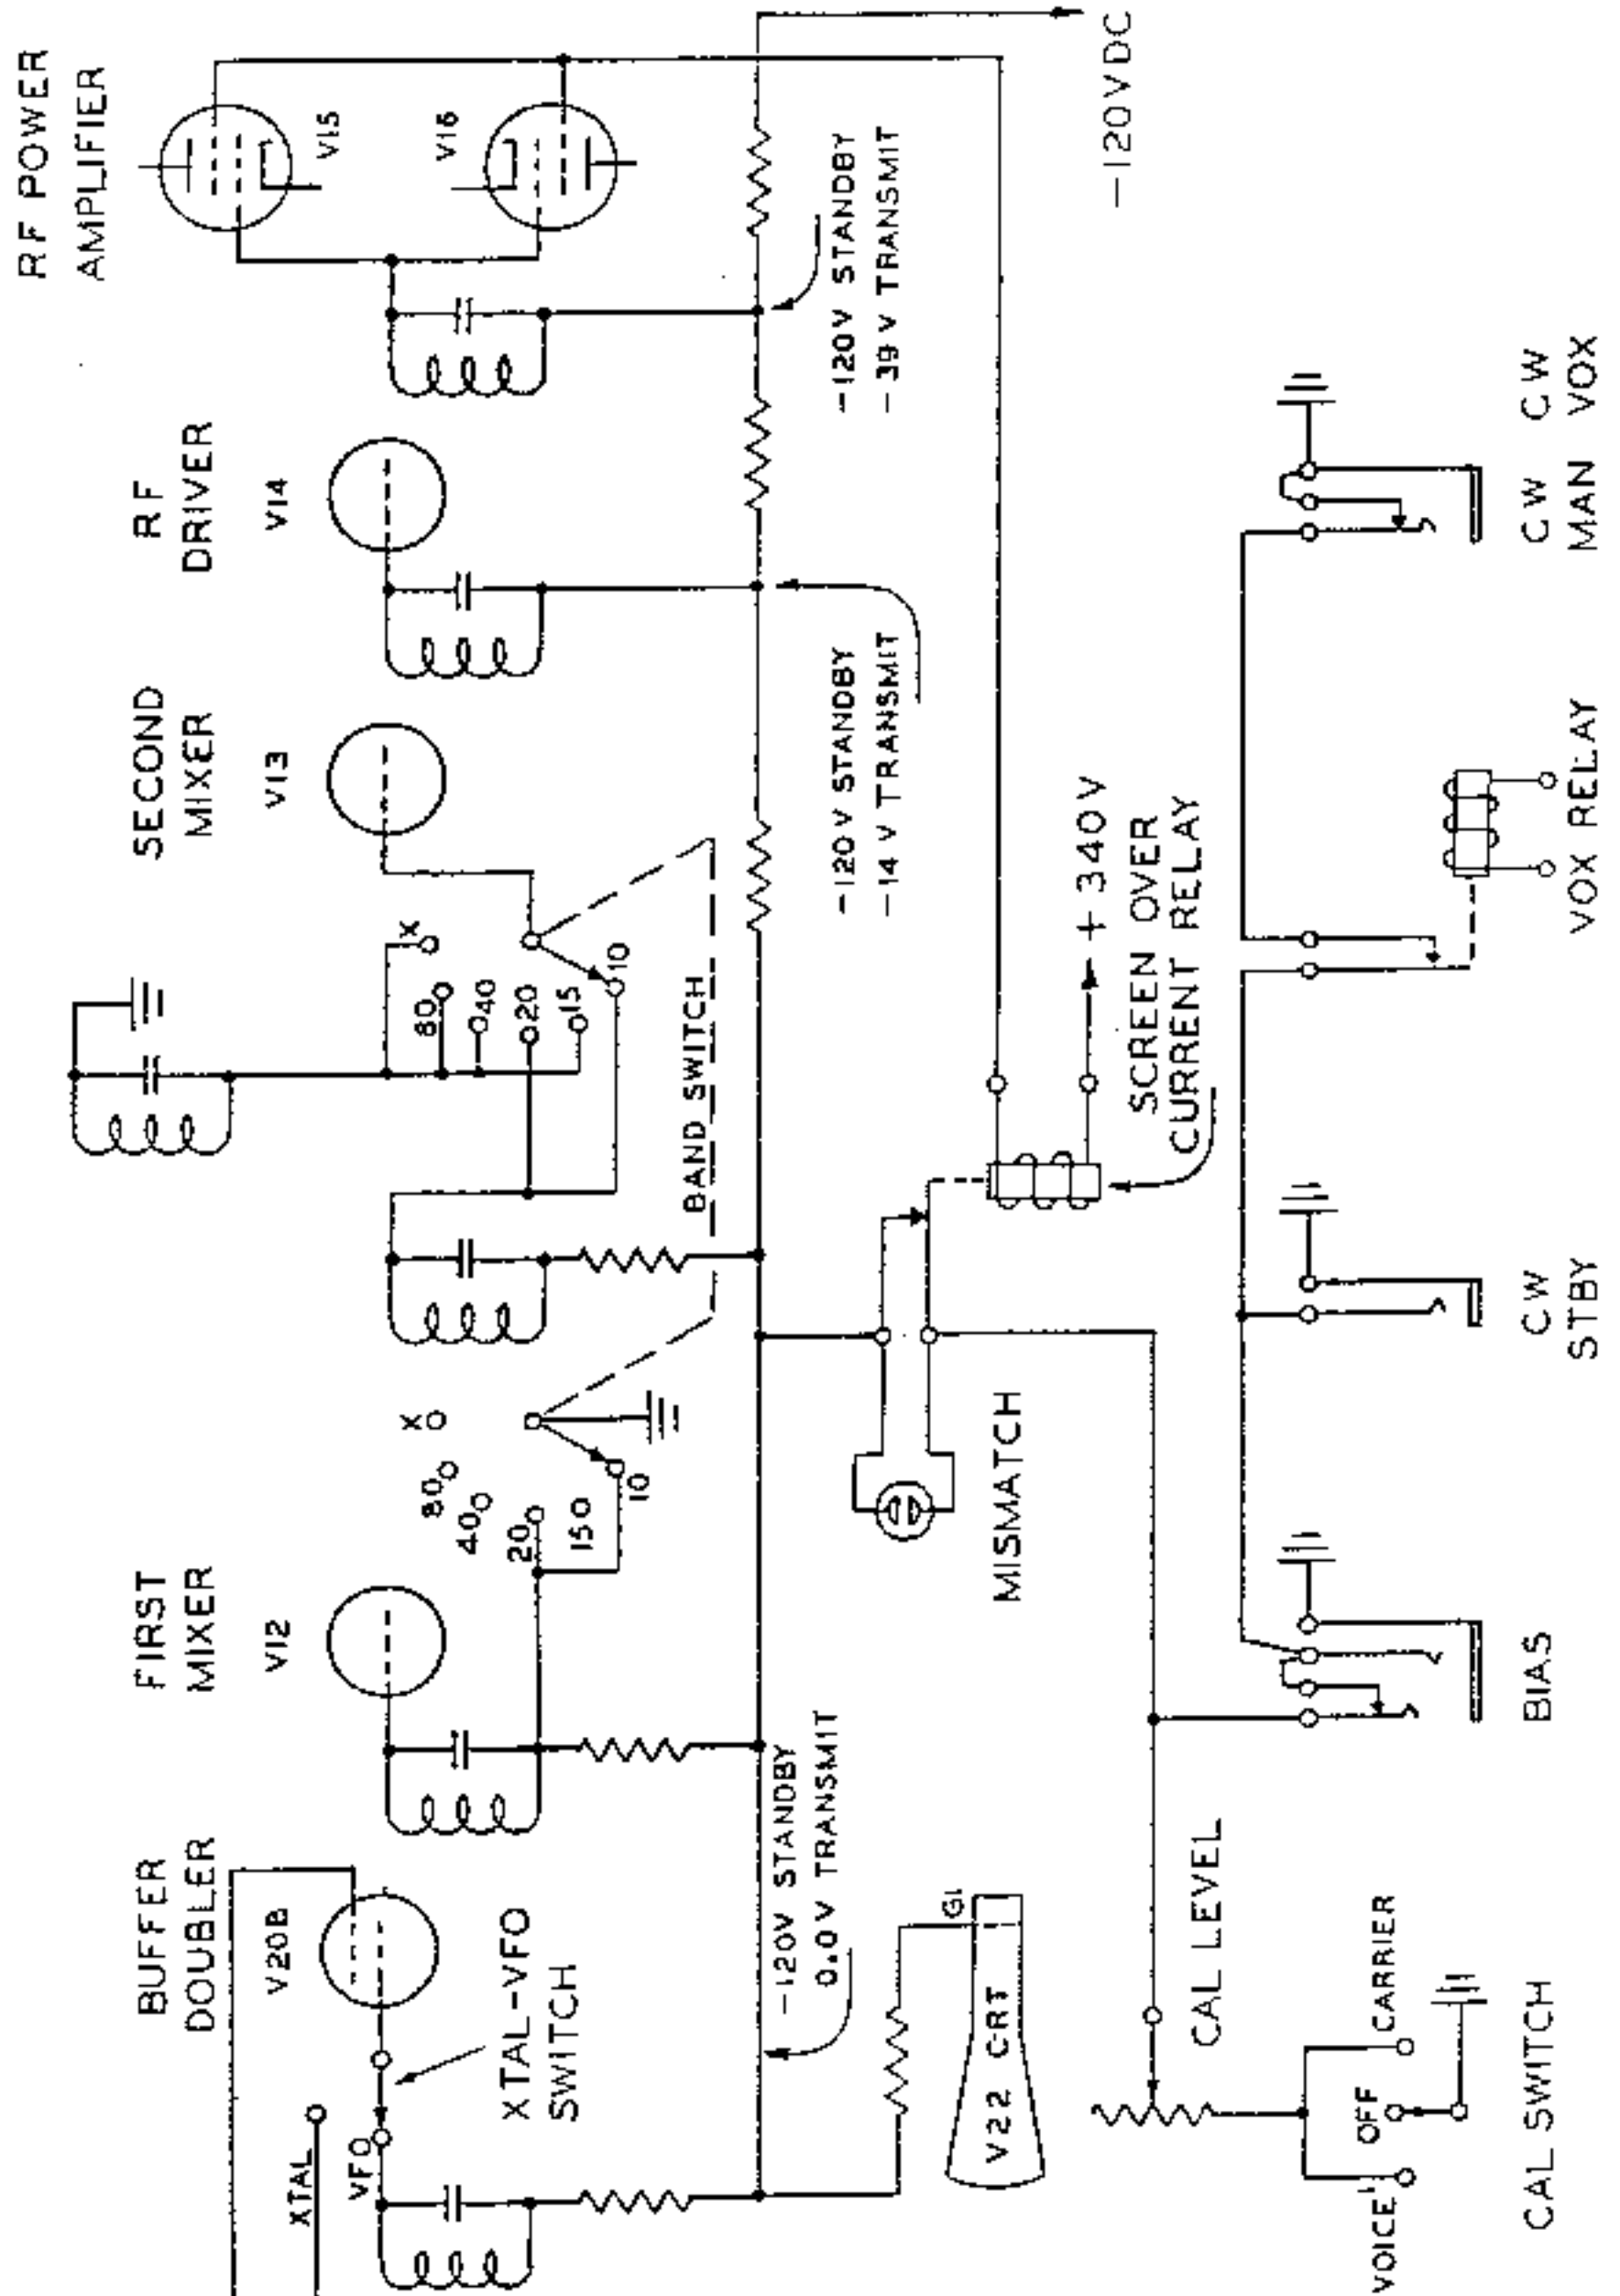 RF POWER
AMPLIFIER
V15
V16
RF
DRIVER
V14
SECOND
MIXER
V13
FIRST
MIXER
V12
BUFFER
DOUBLER
V20B
XTAL
VFO
XTAL-VFO
SWITCH
X
80
40
20
15
10
X
80
40
20
15
10
BAND SWITCH
-120V STANDBY
-39 V TRANSMIT
-120V STANDBY
-14 V TRANSMIT
-120V STANDBY
0.0 V TRANSMIT
-120VDC
+ 340V
SCREEN OVER
CURRENT RELAY
MISMATCH
G1
V22 CRT
CAL LEVEL
VOICE
OFF
CARRIER
CAL SWITCH
BIAS
CW
STBY
VOX RELAY
CW
MAN
CW
VOX